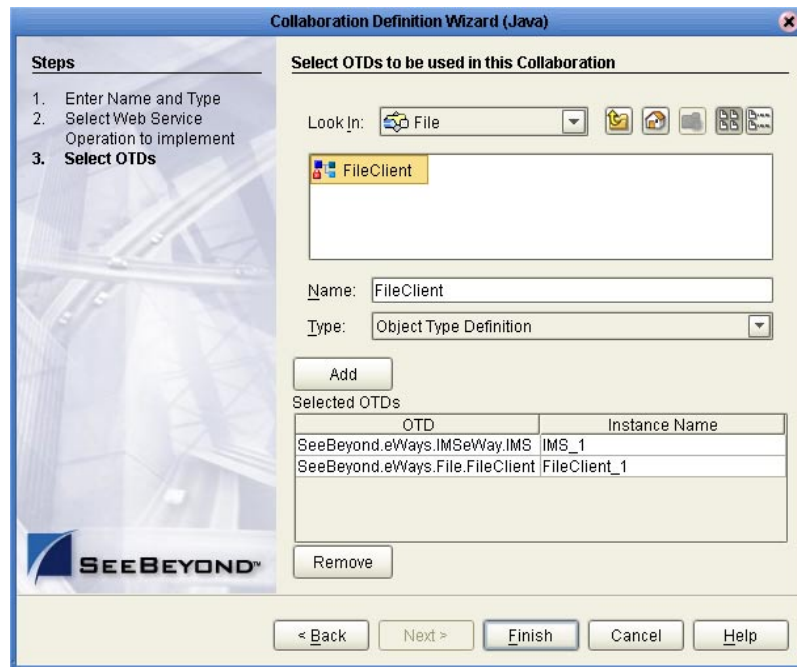 Collaboration Definition Wizard (Java)
Steps
1. Enter Name and Type
2. Select Web Service
Operation to implement
3. Select OTDs
SEEBEYOND™
Select OTDs to be used in this Collaboration
Look In: File
FileClient
Name: FileClient
Type: Object Type Definition
Add
Selected OTDs
OTD Instance Name
SeeBeyond.eWays.IMSeWay.IMS IMS_1
SeeBeyond.eWays.File.FileClient FileClient_1
Remove
< Back Next > Finish Cancel Help